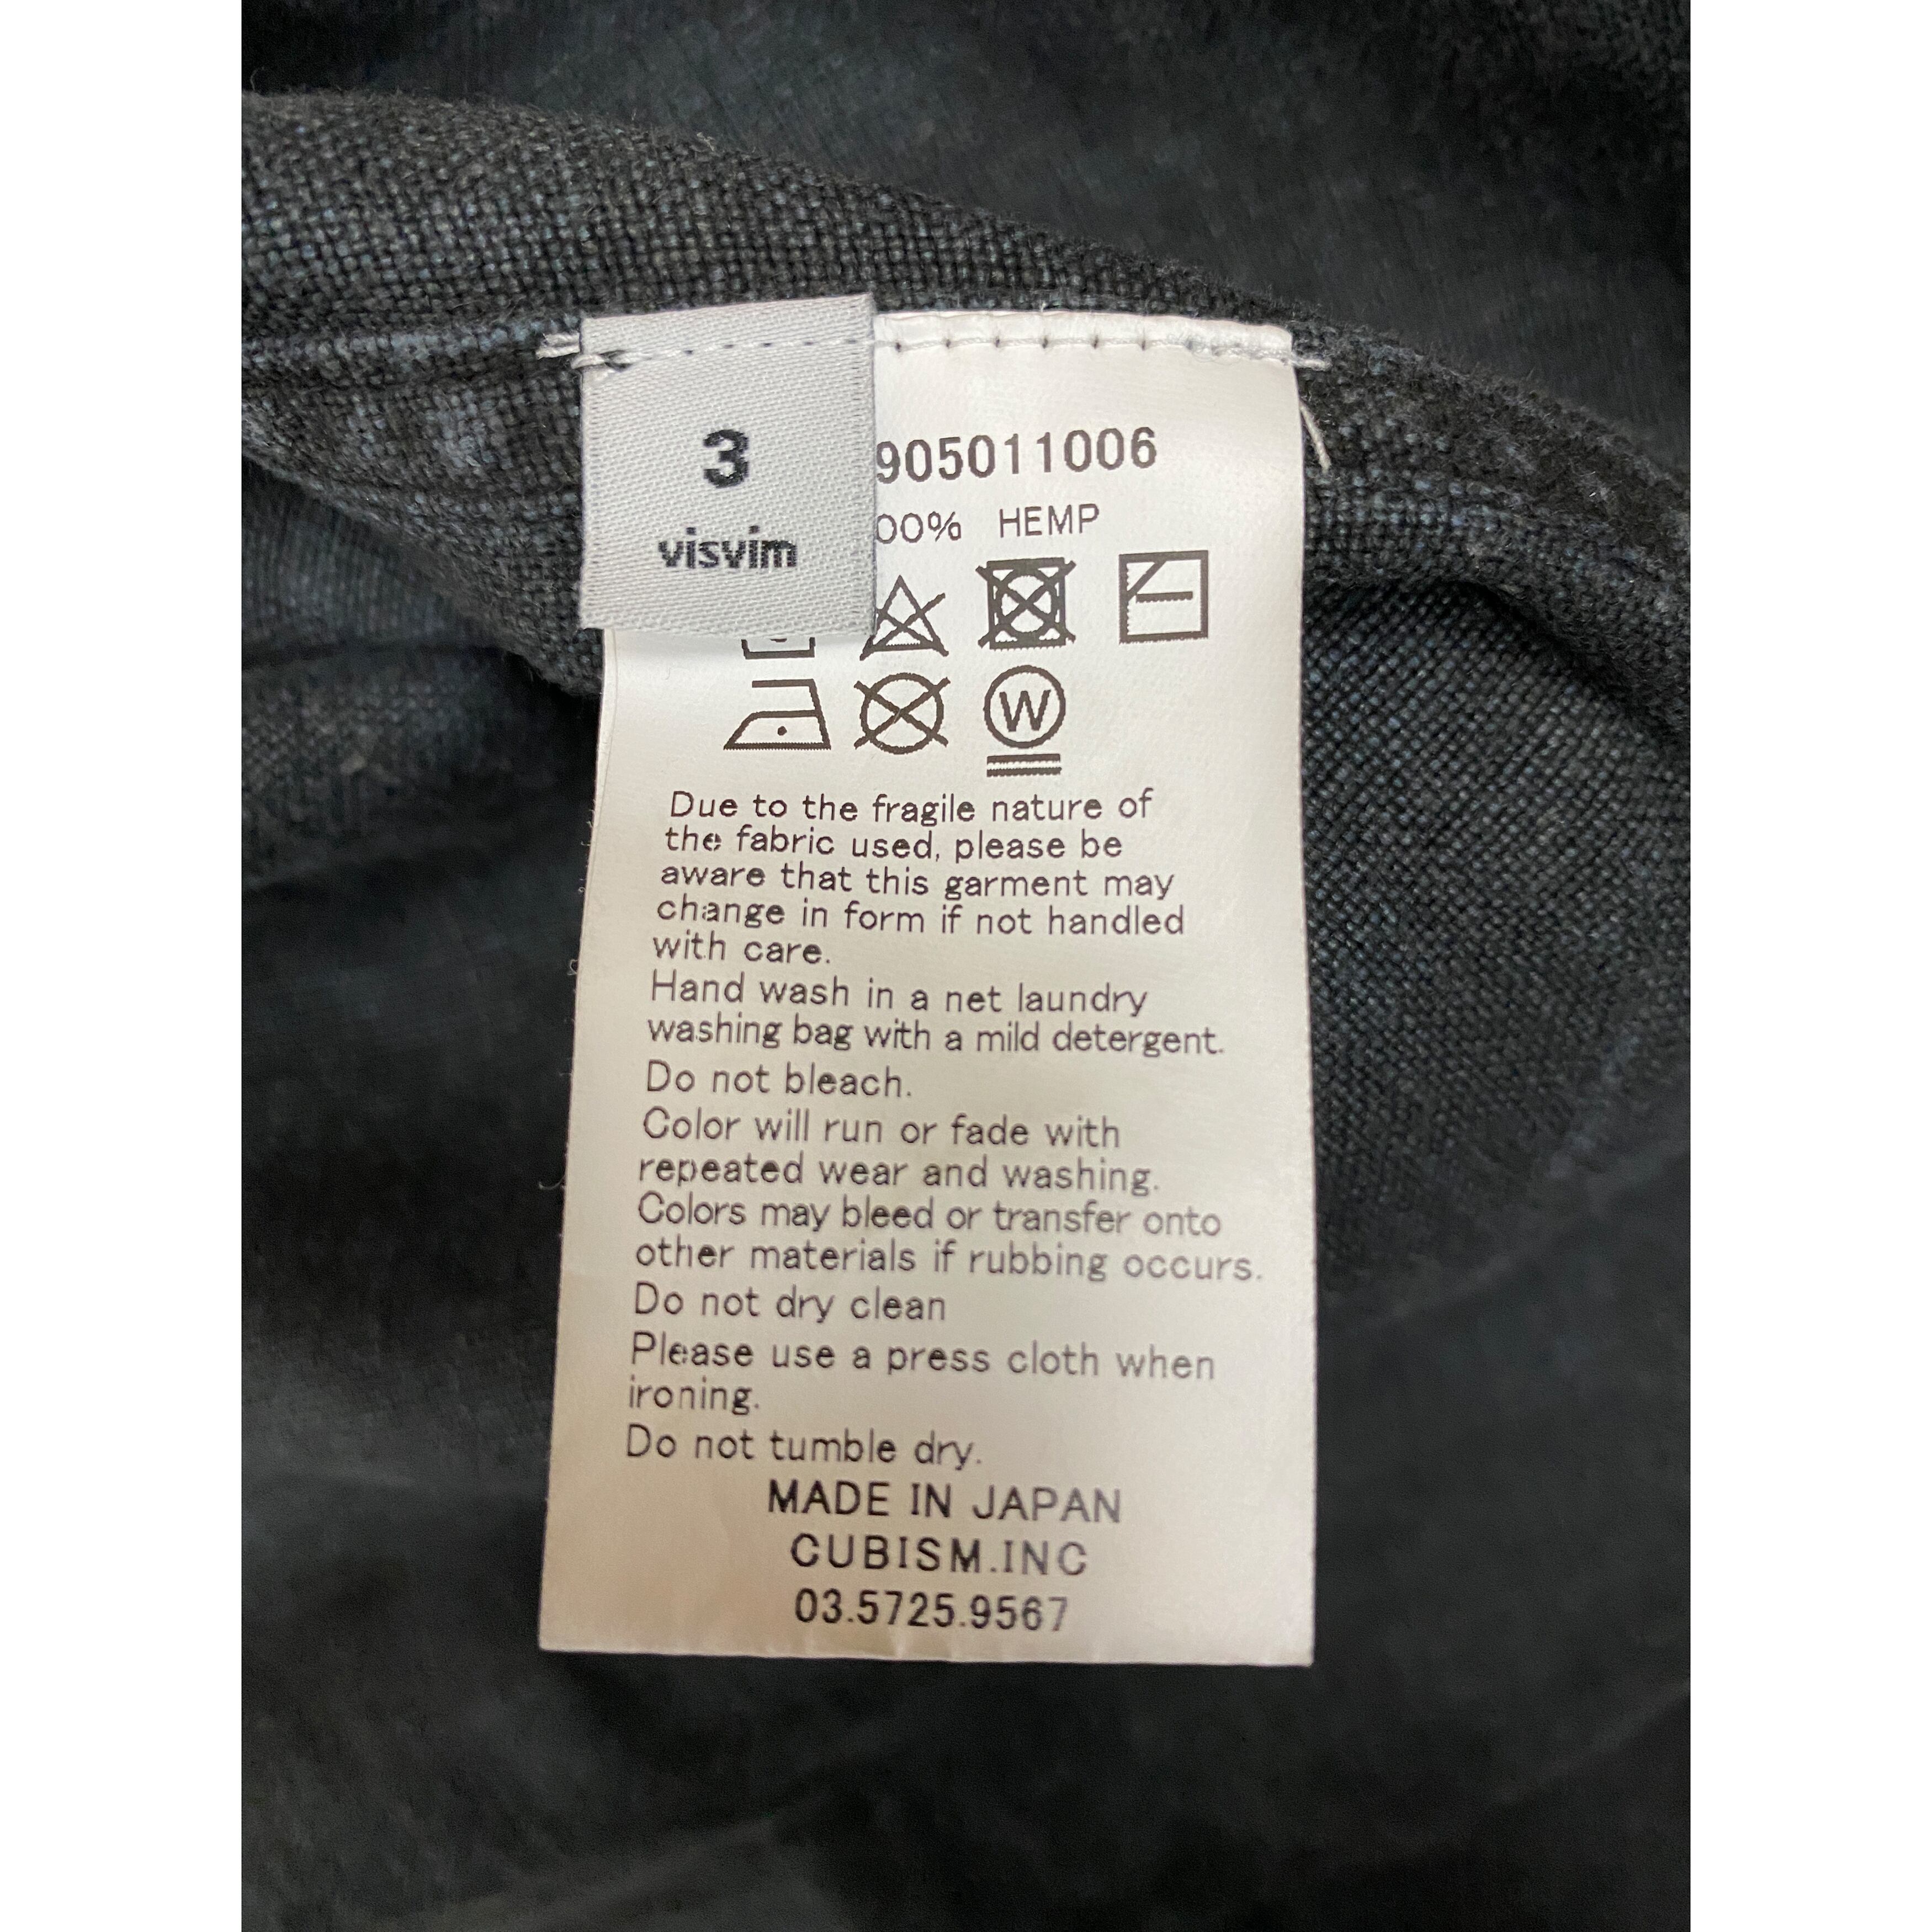 3
visvim
905011006
00% HEMP
W
Due to the fragile nature of
the fabric used, please be
aware that this garment may
change in form if not handled
with care.
Hand wash in a net laundry
washing bag with a mild detergent.
Do not bleach.
Color will run or fade with
repeated wear and washing.
Colors may bleed or transfer onto
other materials if rubbing occurs.
Do not dry clean
Please use a press cloth when
ironing.
Do not tumble dry.
MADE IN JAPAN
CUBISM.INC
03.5725.9567